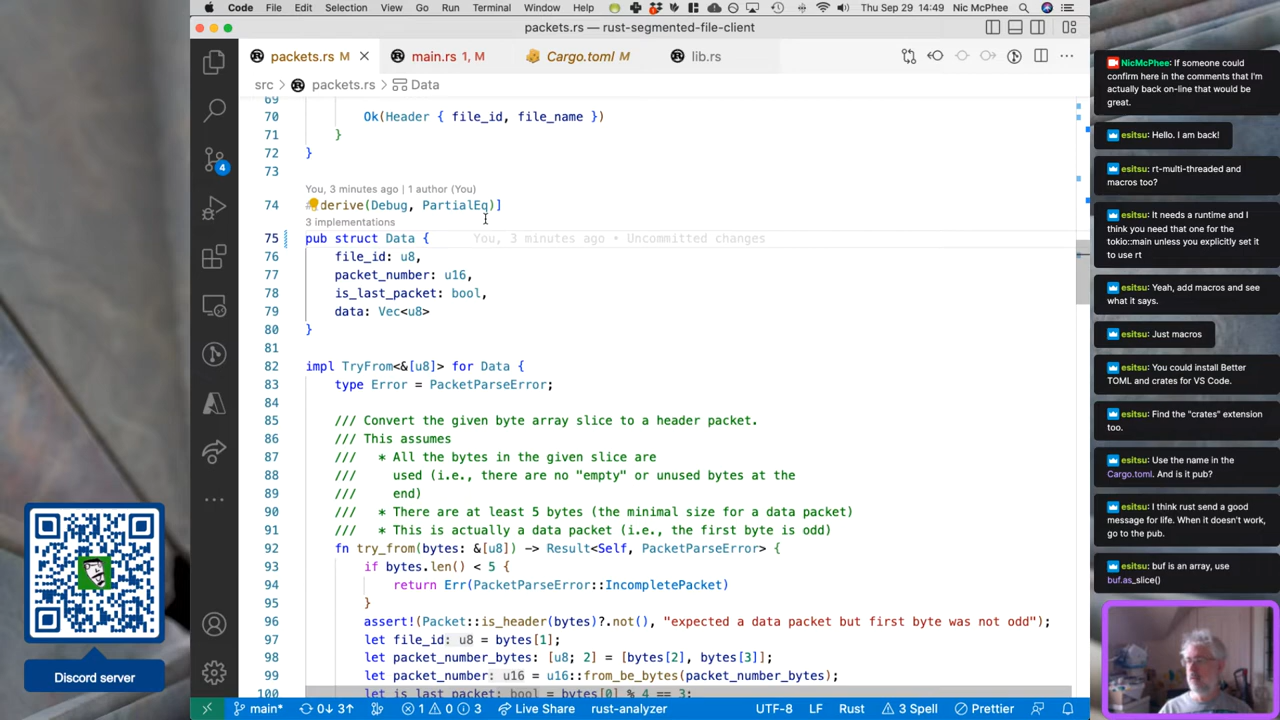 Code File Edit Selection View Go Run Terminal Window Help Thu Sep 29 14:49 Nic McPhee
packets.rs — rust-segmented-file-client
packets.rs M main.rs 1, M Cargo.toml M lib.rs
src > packets.rs > Data
69
70 Ok(Header { file_id, file_name })
71 }
72 }
73
You, 3 minutes ago | 1 author (You)
74 derive(Debug, PartialEq)]
3 implementations
75 pub struct Data { You, 3 minutes ago • Uncommitted changes
76 file_id: u8,
77 packet_number: u16,
78 is_last_packet: bool,
79 data: Vec<u8>
80 }
81
82 impl TryFrom<&[u8]> for Data {
83 type Error = PacketParseError;
84
85 /// Convert the given byte array slice to a header packet.
86 /// This assumes
87 /// * All the bytes in the given slice are
88 /// used (i.e., there are no "empty" or unused bytes at the
89 /// end)
90 /// * There are at least 5 bytes (the minimal size for a data packet)
91 /// * This is actually a data packet (i.e., the first byte is odd)
92 fn try_from(bytes: &[u8]) -> Result<Self, PacketParseError> {
93 if bytes.len() < 5 {
94 return Err(PacketParseError::IncompletePacket)
95 }
96 assert!(Packet::is_header(bytes)?.not(), "expected a data packet but first byte was not odd");
97 let file_id: u8 = bytes[1];
98 let packet_number_bytes: [u8; 2] = [bytes[2], bytes[3]];
99 let packet_number: u16 = u16::from_be_bytes(packet_number_bytes);
100 let is_last_packet: bool = bytes[0] % 4 == 3;
4
main* 0↓ 3↑ 1 0 3 Live Share rust-analyzer UTF-8 LF Rust 3 Spell Prettier
Discord server
NicMcPhee: If someone could
confirm here in the comments that I'm
actually back on-line that would be
great.
esitsu: Hello. I am back!
esitsu: rt-multi-threaded and
macros too?
esitsu: It needs a runtime and I
think you need that one for the
tokio::main unless you explicitly set it
to use rt
esitsu: Yeah, add macros and see
what it says.
esitsu: Just macros
esitsu: You could install Better
TOML and crates for VS Code.
esitsu: Find the "crates" extension
too.
esitsu: Use the name in the
Cargo.toml. And is it pub?
esitsu: I think rust send a good
message for life. When it doesn't work,
go to the pub.
esitsu: buf is an array, use
buf.as_slice()